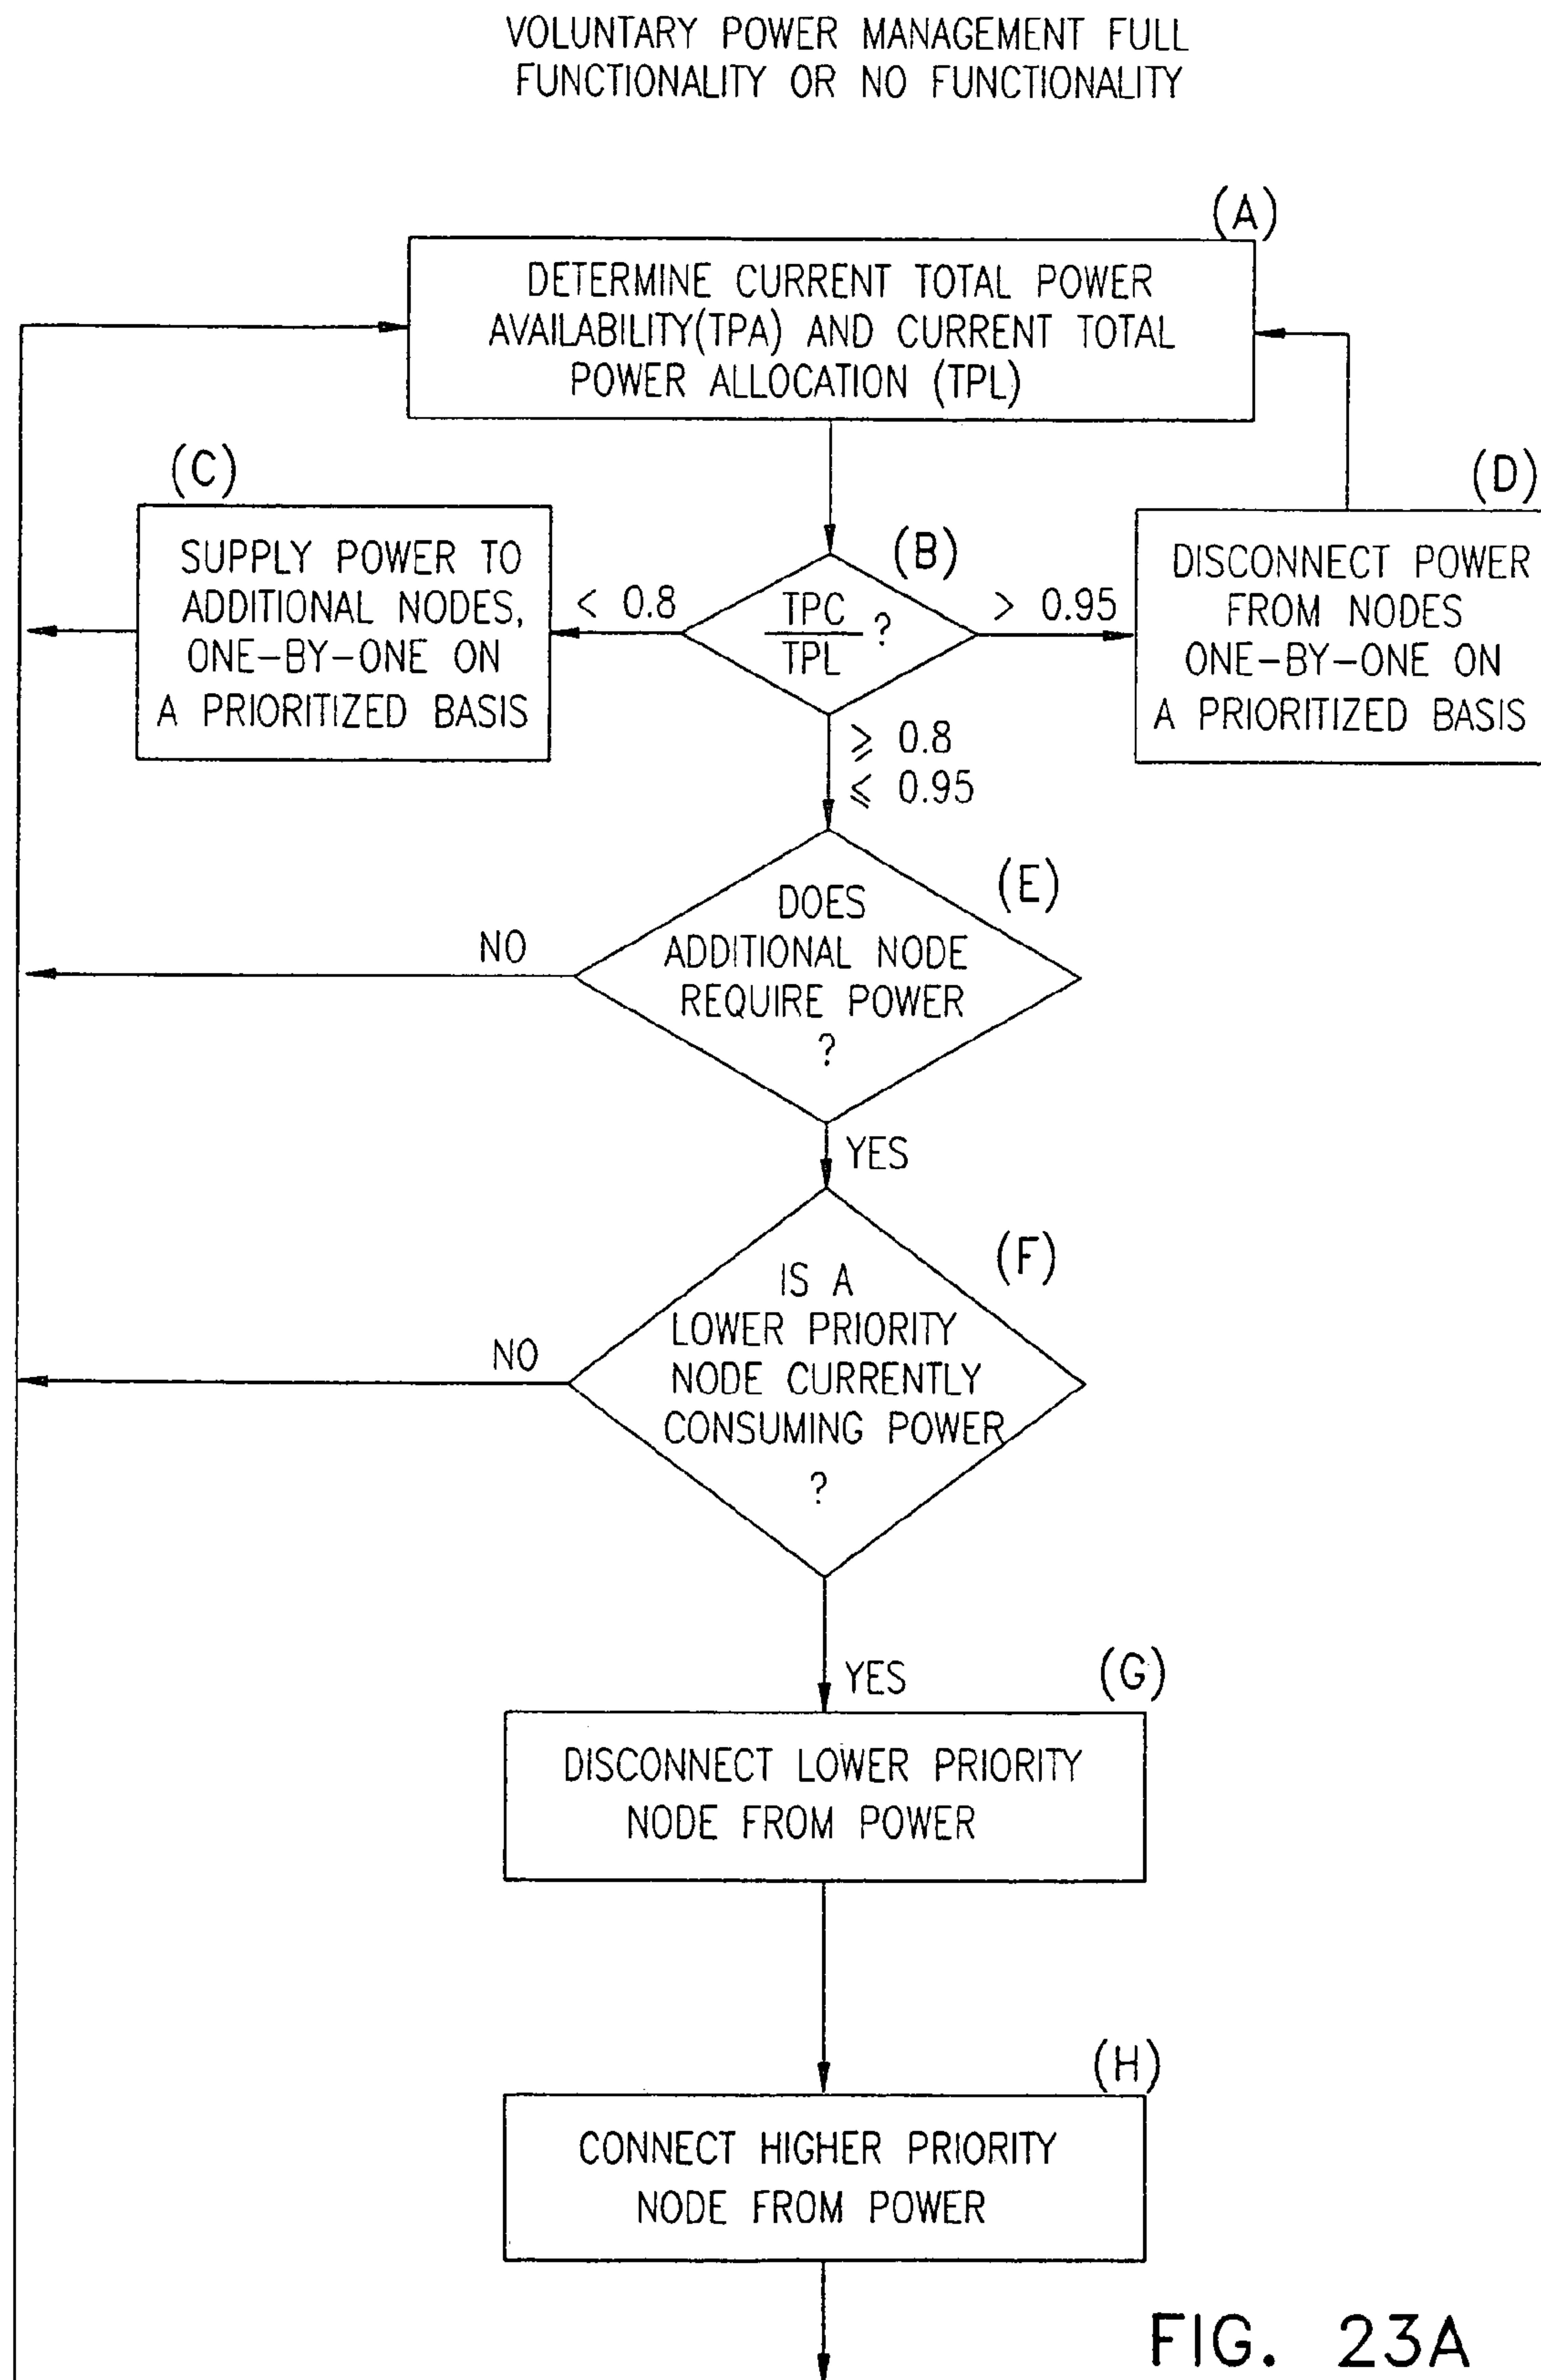 VOLUNTARY POWER MANAGEMENT FULL
FUNCTIONALITY OR NO FUNCTIONALITY
(A)
DETERMINE CURRENT TOTAL POWER
AVAILABILITY(TPA) AND CURRENT TOTAL
POWER ALLOCATION (TPL)
(C)
SUPPLY POWER TO
ADDITIONAL NODES,
ONE-BY-ONE ON
A PRIORITIZED BASIS
< 0.8
(B)
TPC
TPL
?
> 0.95
(D)
DISCONNECT POWER
FROM NODES
ONE-BY-ONE ON
A PRIORITIZED BASIS
⩾ 0.8
⩽ 0.95
(E)
DOES
ADDITIONAL NODE
REQUIRE POWER
?
NO
YES
(F)
IS A
LOWER PRIORITY
NODE CURRENTLY
CONSUMING POWER
?
NO
YES
(G)
DISCONNECT LOWER PRIORITY
NODE FROM POWER
(H)
CONNECT HIGHER PRIORITY
NODE FROM POWER
FIG. 23A